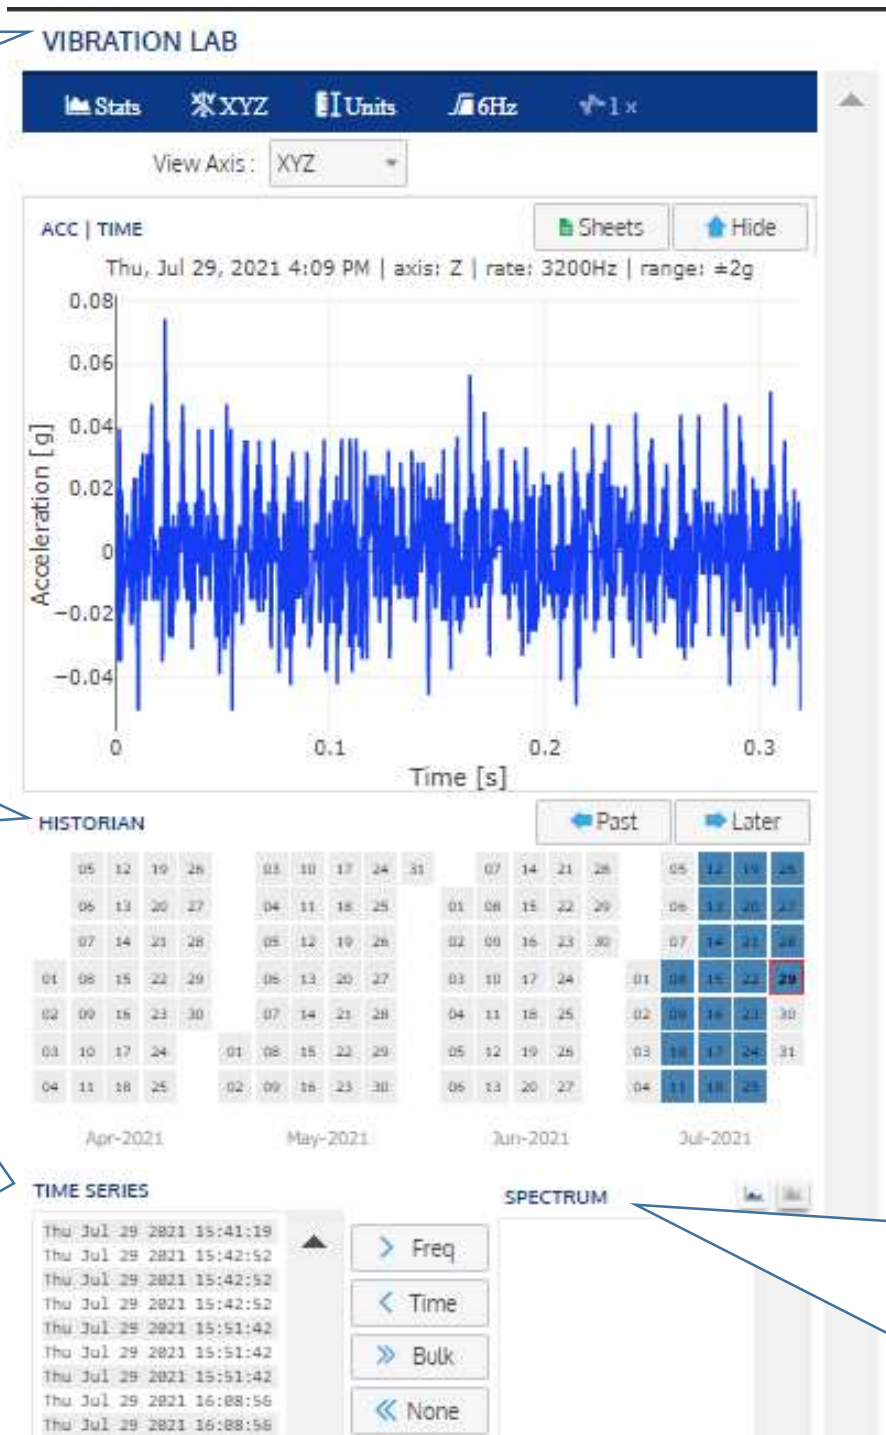 VIBRATION LAB
Stats XYZ Units 6Hz 1 x
View Axis : XYZ
ACC | TIME Sheets Hide
Thu, Jul 29, 2021 4:09 PM | axis: Z | rate: 3200Hz | range: ±2g
0.08
0.06
0.04
0.02
0
−0.02
−0.04
Acceleration [g]
0 0.1 0.2 0.3
Time [s]
HISTORIAN Past Later
05 12 19 26 03 10 17 24 31 07 14 21 28 05 12 19 26
06 13 20 27 04 11 18 25 01 08 15 22 29 06 13 20 27
07 14 21 28 05 12 19 26 02 09 16 23 30 07 14 21 28
01 08 15 22 29 06 13 20 27 03 10 17 24 01 08 15 22 29
02 09 16 23 30 07 14 21 28 04 11 18 25 02 09 16 23 30
03 10 17 24 01 08 15 22 29 05 12 19 26 03 10 17 24 31
04 11 18 25 02 09 16 23 30 06 13 20 27 04 11 18 25
Apr-2021 May-2021 Jun-2021 Jul-2021
TIME SERIES SPECTRUM
Thu Jul 29 2021 15:41:19
Thu Jul 29 2021 15:42:52
Thu Jul 29 2021 15:42:52
Thu Jul 29 2021 15:42:52
Thu Jul 29 2021 15:51:42
Thu Jul 29 2021 15:51:42
Thu Jul 29 2021 15:51:42
Thu Jul 29 2021 16:08:56
Thu Jul 29 2021 16:08:56
Freq
Time
Bulk
None